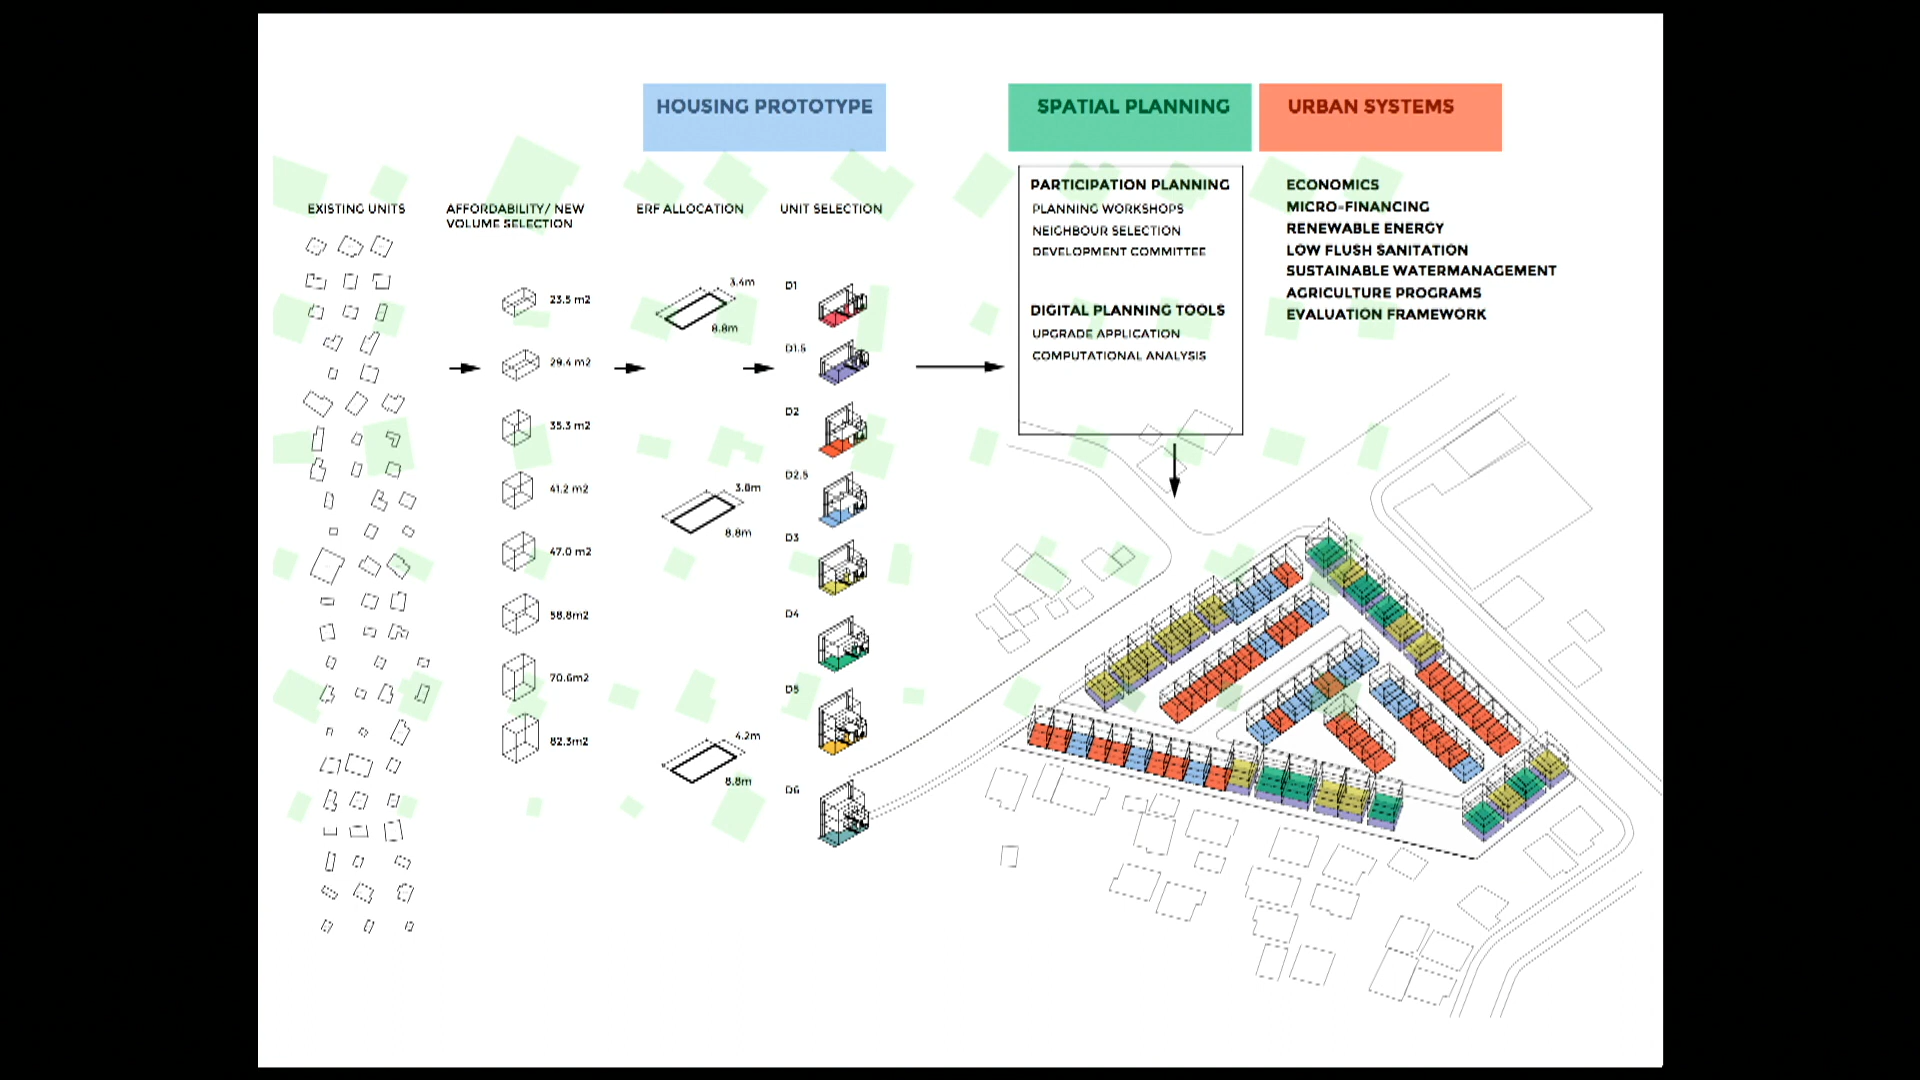 HOUSING PROTOTYPE
SPATIAL PLANNING
URBAN SYSTEMS
EXISTING UNITS
AFFORDABILITY/ NEW
VOLUME SELECTION
ERF ALLOCATION
UNIT SELECTION
23.5 m2
29.4 m2
35.3 m2
41.2 m2
47.0 m2
58.8m2
70.6m2
82.3m2
3.4m
8.8m
3.8m
8.8m
4.2m
8.8m
D1
D1.5
D2
D2.5
D3
D4
D5
D6
PARTICIPATION PLANNING
PLANNING WORKSHOPS
NEIGHBOUR SELECTION
DEVELOPMENT COMMITTEE
DIGITAL PLANNING TOOLS
UPGRADE APPLICATION
COMPUTATIONAL ANALYSIS
ECONOMICS
MICRO-FINANCING
RENEWABLE ENERGY
LOW FLUSH SANITATION
SUSTAINABLE WATERMANAGEMENT
AGRICULTURE PROGRAMS
EVALUATION FRAMEWORK